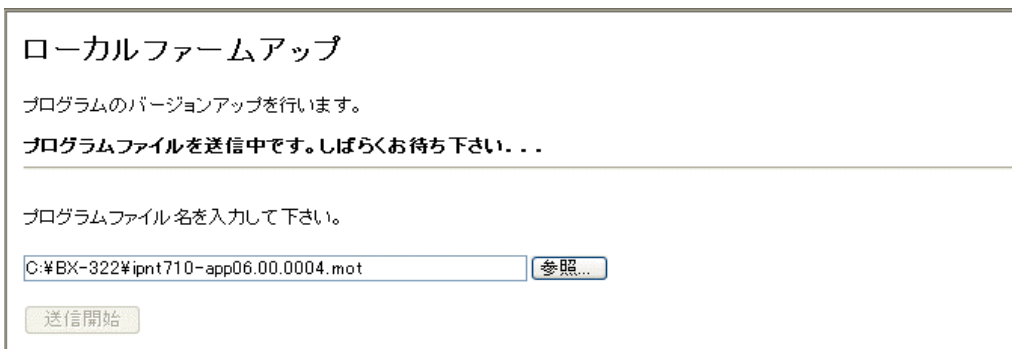 ローカルファームアップ
プログラムのバージョンアップを行います。
プログラムファイルを送信中です。しばらくお待ち下さい...
プログラムファイル名を入力して下さい。
C:¥BX-322¥ipnt710-app06.00.0004.mot 参照...
送信開始